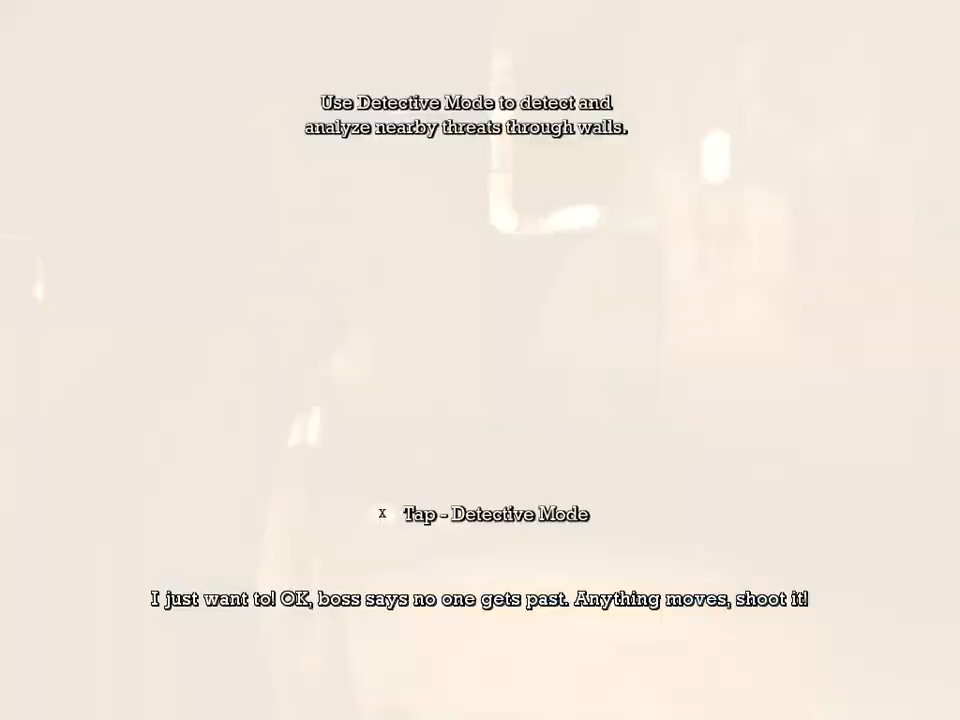 Use Detective Mode to detect and
analyze nearby threats through walls.
X Tap - Detective Mode
I just want to! OK, boss says no one gets past. Anything moves, shoot it!